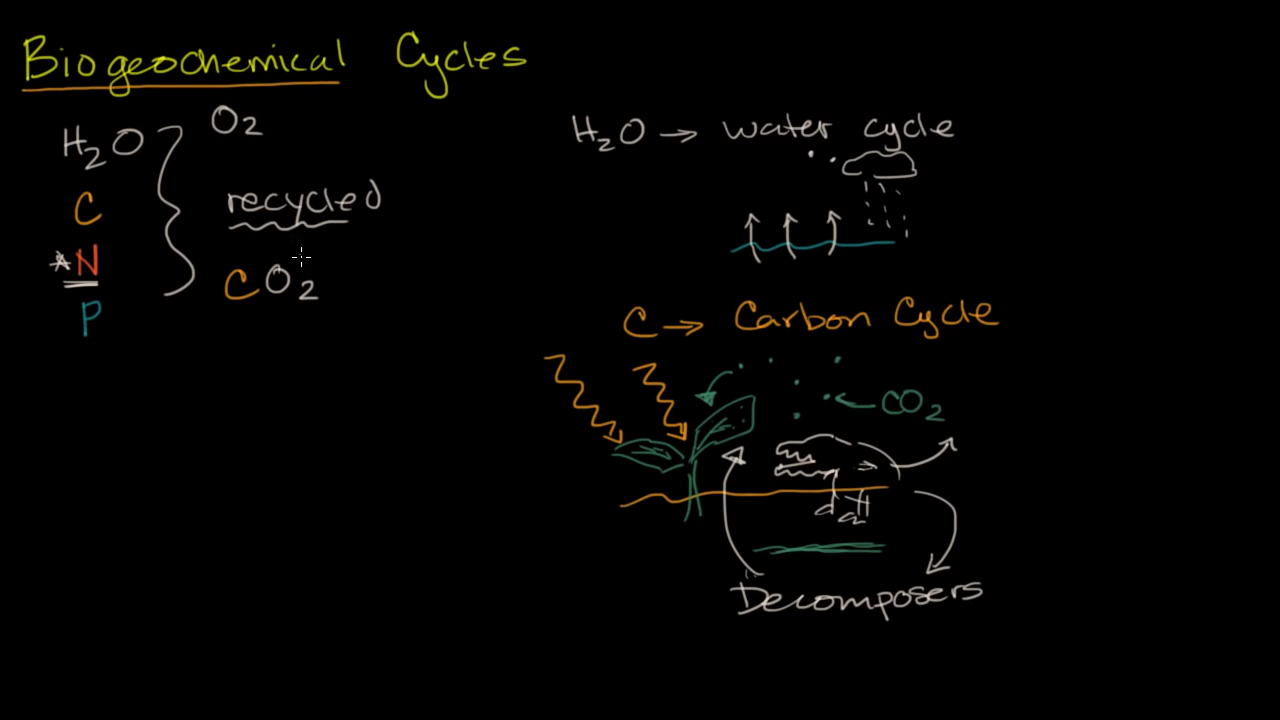 Biogeochemical Cycles
H2O
O2
C
recycled
*N
CO2
P
H2O → water cycle
C → Carbon Cycle
CO2
Decomposers